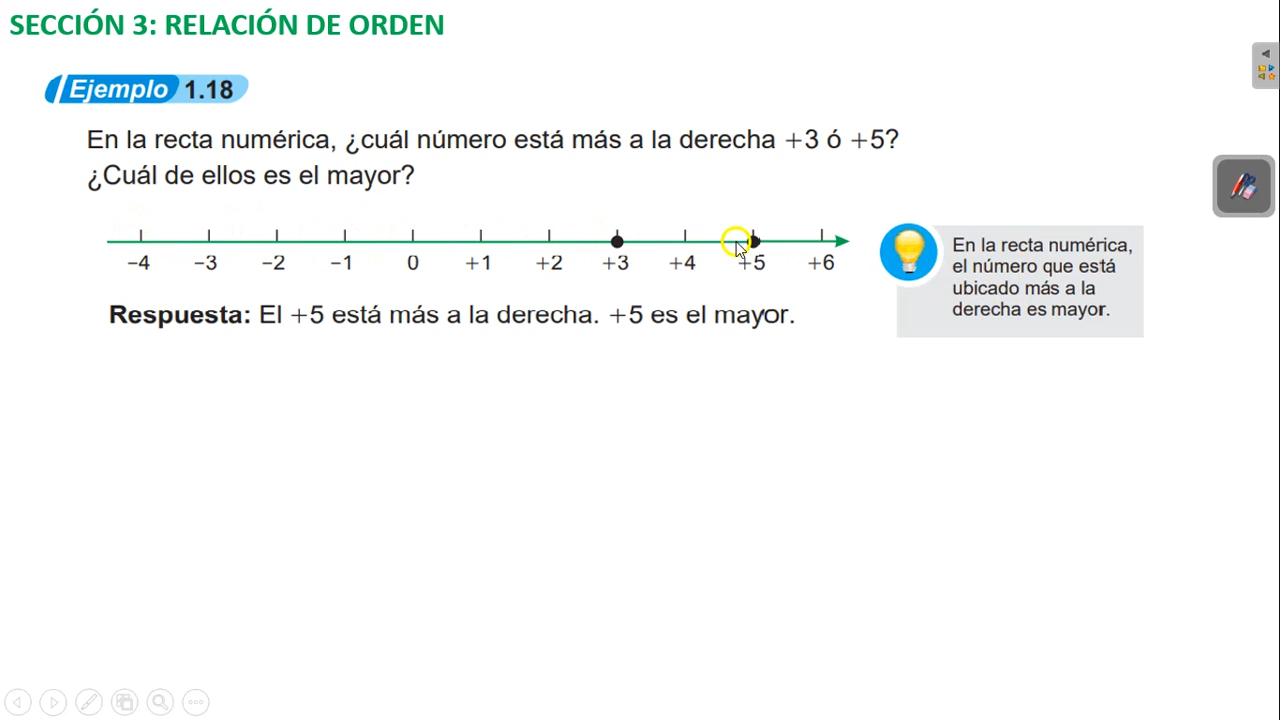 SECCIÓN 3: RELACIÓN DE ORDEN
Ejemplo 1.18
En la recta numérica, ¿cuál número está más a la derecha +3 ó +5?
¿Cuál de ellos es el mayor?
−4 −3 −2 −1 0 +1 +2 +3 +4 +5 +6
Respuesta: El +5 está más a la derecha. +5 es el mayor.
En la recta numérica,
el número que está
ubicado más a la
derecha es mayor.